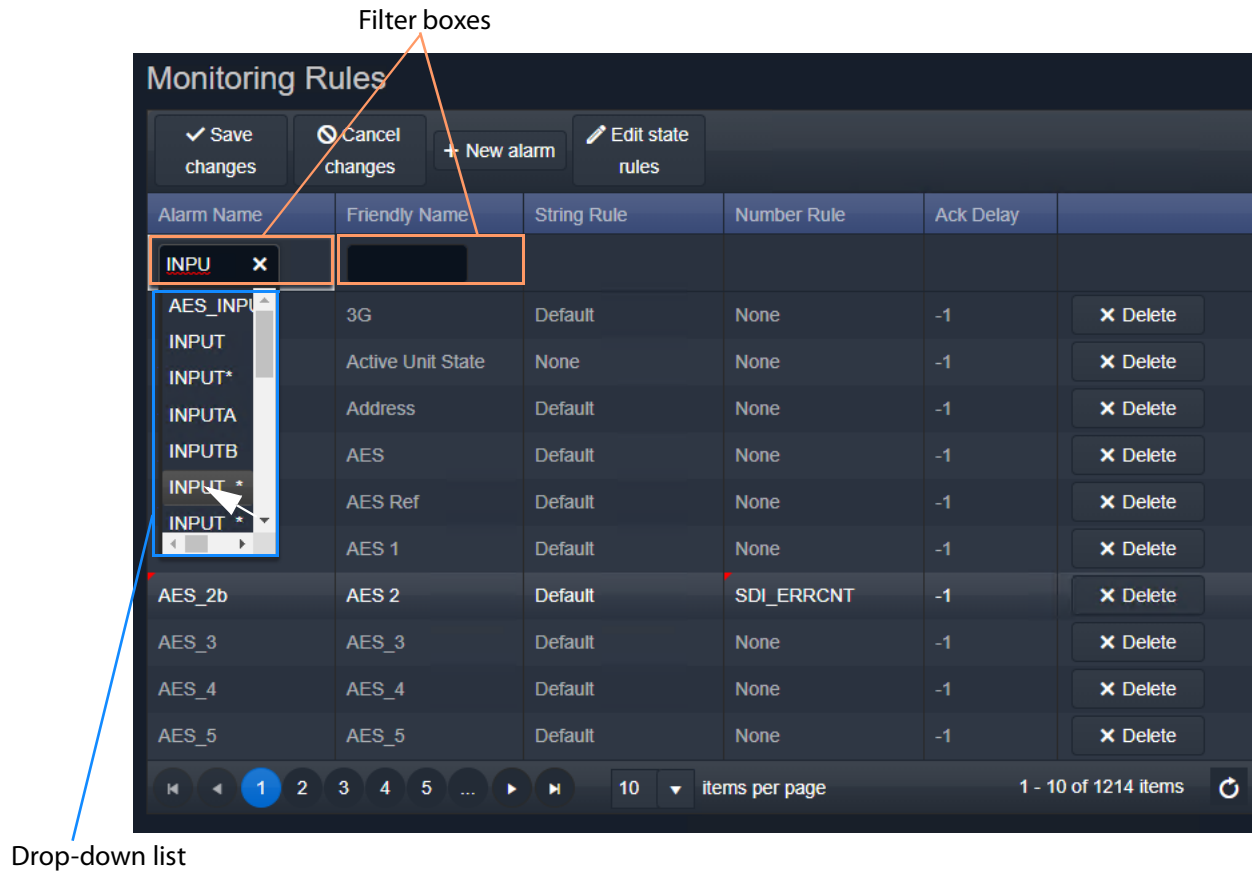 Filter boxes
Monitoring Rules
Save changes
Cancel changes
+ New alarm
Edit state rules
Alarm Name Friendly Name String Rule Number Rule Ack Delay
INPU ×
AES_INPU
INPUT
INPUT*
INPUTA
INPUTB
INPUT_*
INPUT_*
3G Default None -1 × Delete
Active Unit State None None -1 × Delete
Address Default None -1 × Delete
AES Default None -1 × Delete
AES Ref Default None -1 × Delete
AES 1 Default None -1 × Delete
AES_2b AES 2 Default SDI_ERRCNT -1 × Delete
AES_3 AES_3 Default None -1 × Delete
AES_4 AES_4 Default None -1 × Delete
AES_5 AES_5 Default None -1 × Delete
1 2 3 4 5 ... 10 items per page 1 - 10 of 1214 items
Drop-down list